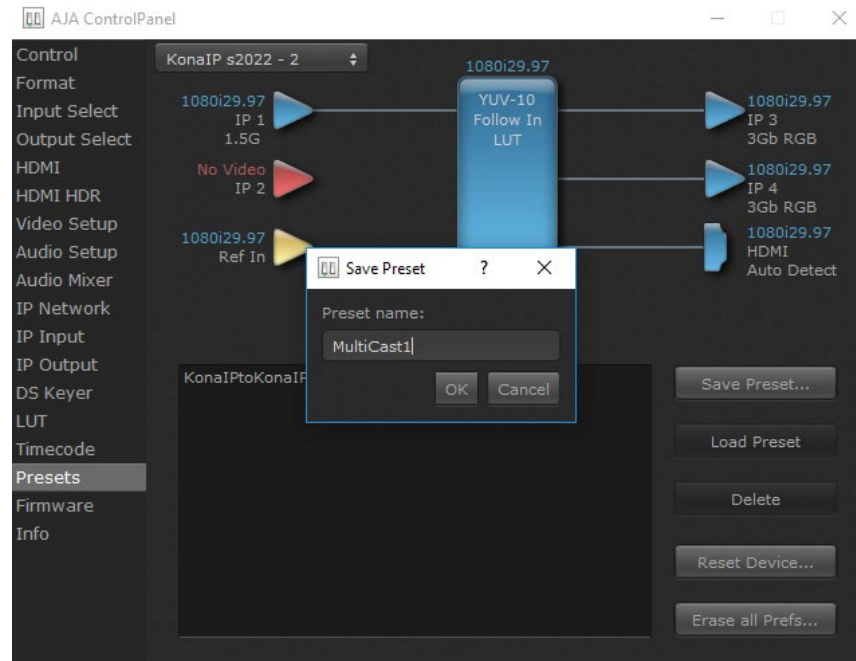 AJA ControlPanel
Control
Format
Input Select
Output Select
HDMI
HDMI HDR
Video Setup
Audio Setup
Audio Mixer
IP Network
IP Input
IP Output
DS Keyer
LUT
Timecode
Presets
Firmware
Info
KonaIP s2022 - 2
1080i29.97
IP 1
1.5G
No Video
IP 2
1080i29.97
Ref In
1080i29.97
YUV-10
Follow In
LUT
1080i29.97
IP 3
3Gb RGB
1080i29.97
IP 4
3Gb RGB
1080i29.97
HDMI
Auto Detect
Save Preset ?
Preset name:
MultiCast1
OK Cancel
KonaIPtoKonaIP
Save Preset...
Load Preset
Delete
Reset Device...
Erase all Prefs...